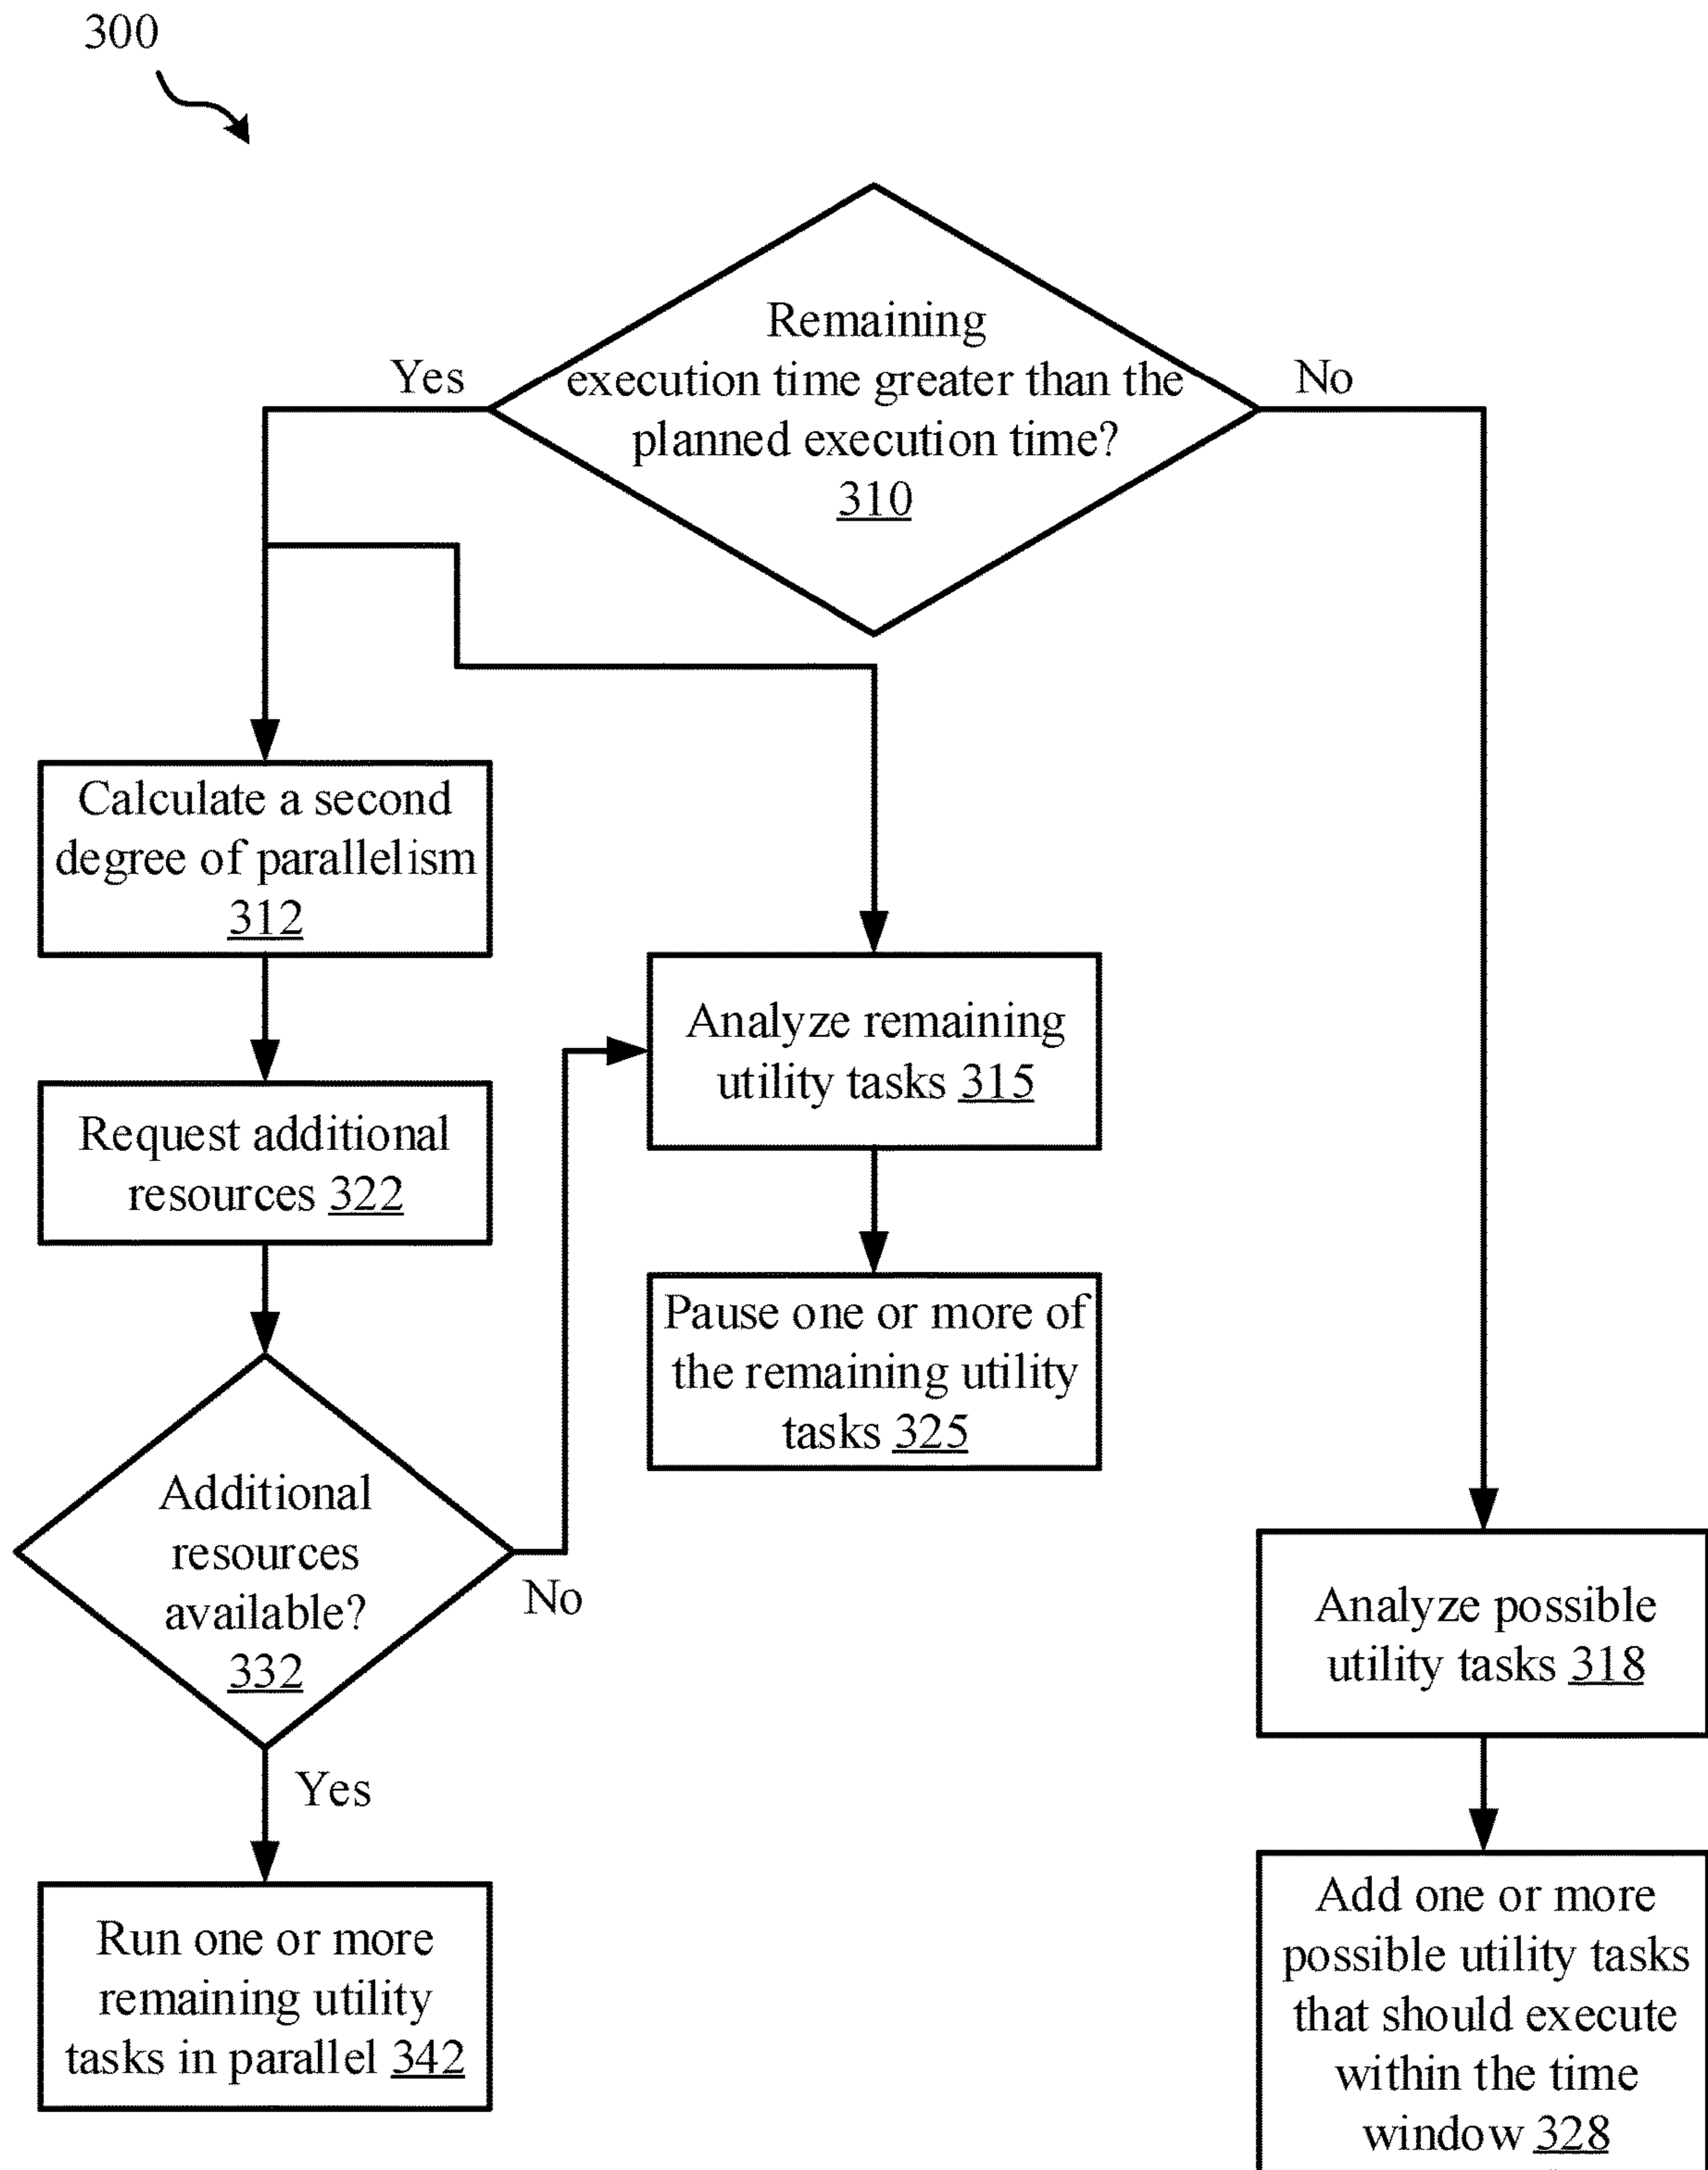 300
Remaining
execution time greater than the
planned execution time?
310
Yes
No
Calculate a second
degree of parallelism
312
Analyze remaining
utility tasks 315
Request additional
resources 322
Pause one or more of
the remaining utility
tasks 325
Additional
resources
available?
332
No
Yes
Analyze possible
utility tasks 318
Run one or more
remaining utility
tasks in parallel 342
Add one or more
possible utility tasks
that should execute
within the time
window 328